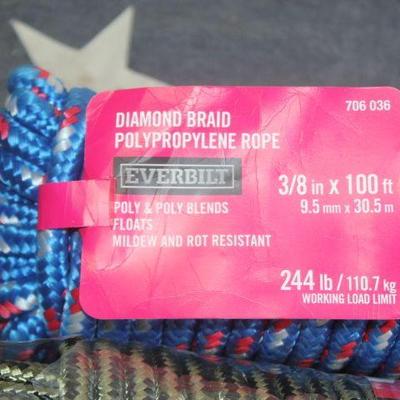 706 036
DIAMOND BRAID
POLYPROPYLENE ROPE
EVERBILT
3/8 in x 100 ft
9.5 mm x 30.5 m
POLY & POLY BLENDS
FLOATS
MILDEW AND ROT RESISTANT
244 lb / 110.7 kg
WORKING LOAD LIMIT